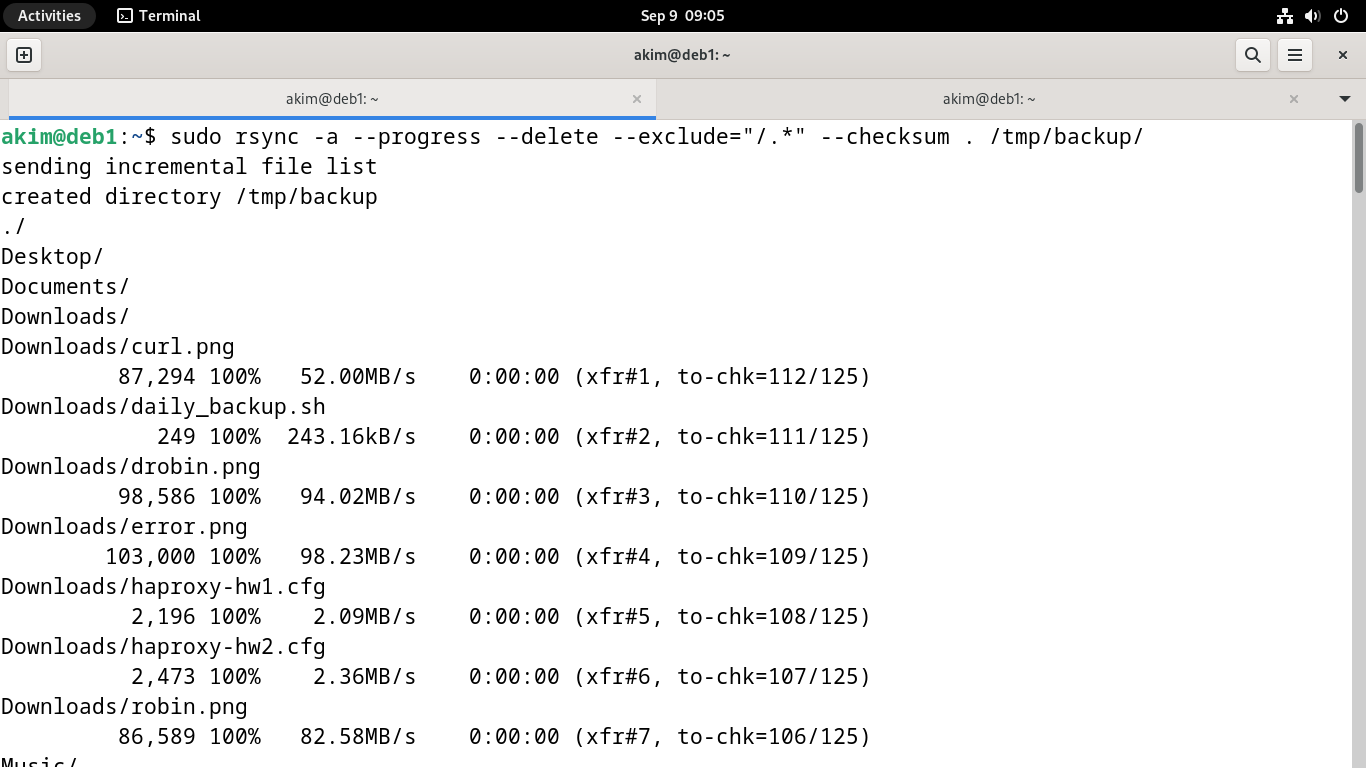 Activities
Terminal
Sep 9 09:05
akim@deb1: ~
akim@deb1: ~
akim@deb1: ~
akim@deb1:~$ sudo rsync -a --progress --delete --exclude="/.*" --checksum . /tmp/backup/
sending incremental file list
created directory /tmp/backup
./
Desktop/
Documents/
Downloads/
Downloads/curl.png
87,294 100% 52.00MB/s 0:00:00 (xfr#1, to-chk=112/125)
Downloads/daily_backup.sh
249 100% 243.16kB/s 0:00:00 (xfr#2, to-chk=111/125)
Downloads/drobin.png
98,586 100% 94.02MB/s 0:00:00 (xfr#3, to-chk=110/125)
Downloads/error.png
103,000 100% 98.23MB/s 0:00:00 (xfr#4, to-chk=109/125)
Downloads/haproxy-hw1.cfg
2,196 100% 2.09MB/s 0:00:00 (xfr#5, to-chk=108/125)
Downloads/haproxy-hw2.cfg
2,473 100% 2.36MB/s 0:00:00 (xfr#6, to-chk=107/125)
Downloads/robin.png
86,589 100% 82.58MB/s 0:00:00 (xfr#7, to-chk=106/125)
Music/